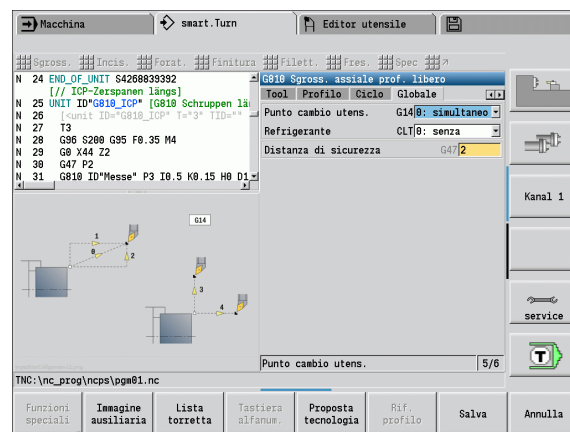 Macchina
smart.Turn
Editor utensile
Sgross. Incis. Forat. Finitura Filett. Fres. Spec
N 24 END_OF_UNIT S4268039392
[// ICP-Zerspanen längs]
N 25 UNIT ID"G810_ICP" [G810 Schruppen lä
N 26 [<unit ID="G810_ICP" T="3" TID=""
N 27 T3
N 28 G96 S200 G95 F0.35 M4
N 29 G0 X44 Z2
N 30 G47 P2
N 31 G810 ID"Messe" P3 I0.5 K0.15 H0 D1
G810 Sgross. assiale prof. libero
Tool Profilo Ciclo Globale
Punto cambio utens. G14 0: simultaneo
Refrigerante CLT 0: senza
Distanza di sicurezza G47 2
G14
1
0
2
3
4
Punto cambio utens. 5/6
TNC:\nc_prog\ncps\pgm01.nc
Kanal 1
service
T
Funzioni speciali
Immagine ausiliaria
Lista torretta
Tastiera alfanum.
Proposta tecnologia
Rif. profilo
Salva
Annulla